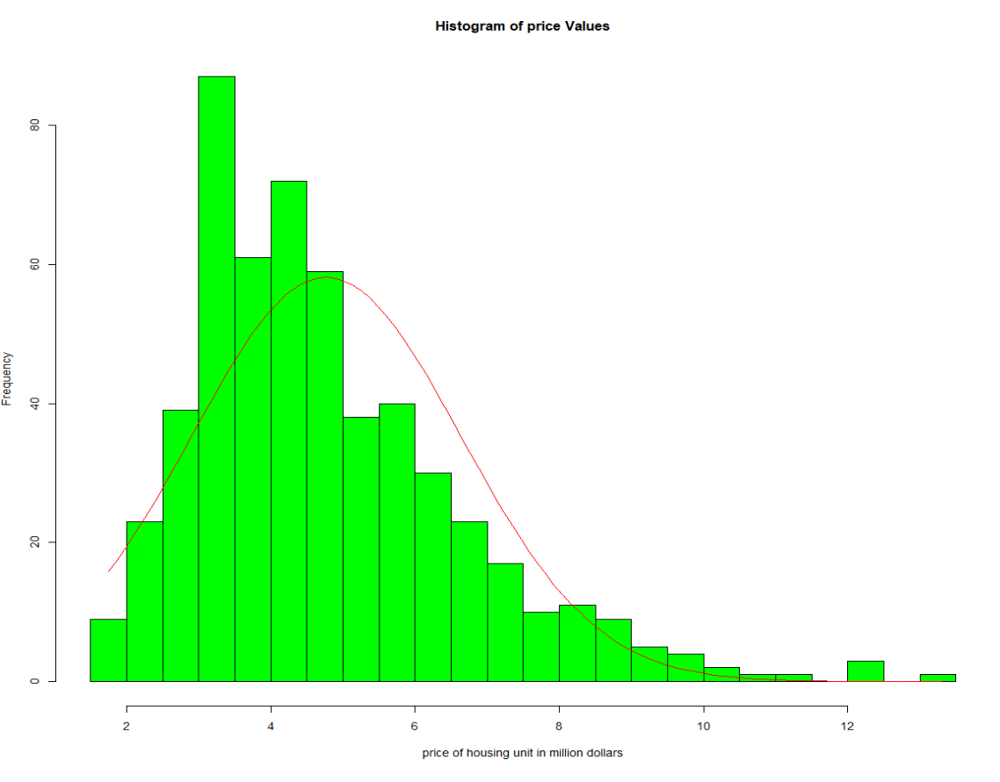 Histogram of price Values
Frequency
80
60
40
20
0
2 4 6 8 10 12
price of housing unit in million dollars